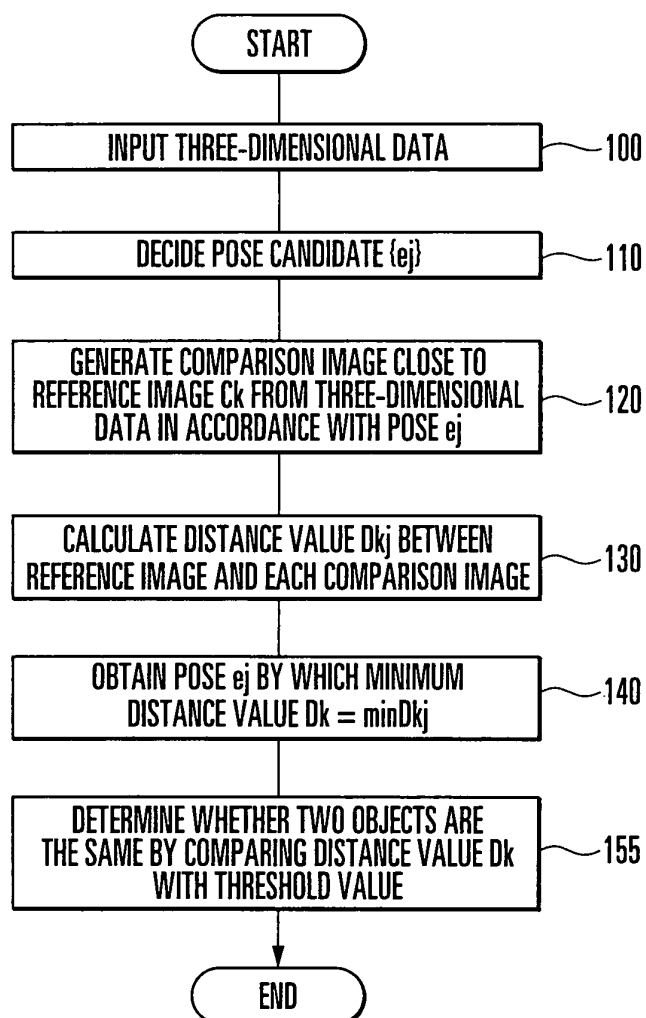 START
INPUT THREE-DIMENSIONAL DATA
100
DECIDE POSE CANDIDATE {ej}
110
GENERATE COMPARISON IMAGE CLOSE TO
REFERENCE IMAGE Ck FROM THREE-DIMENSIONAL
DATA IN ACCORDANCE WITH POSE ej
120
CALCULATE DISTANCE VALUE Dkj BETWEEN
REFERENCE IMAGE AND EACH COMPARISON IMAGE
130
OBTAIN POSE ej BY WHICH MINIMUM
DISTANCE VALUE Dk = minDkj
140
DETERMINE WHETHER TWO OBJECTS ARE
THE SAME BY COMPARING DISTANCE VALUE Dk
WITH THRESHOLD VALUE
155
END